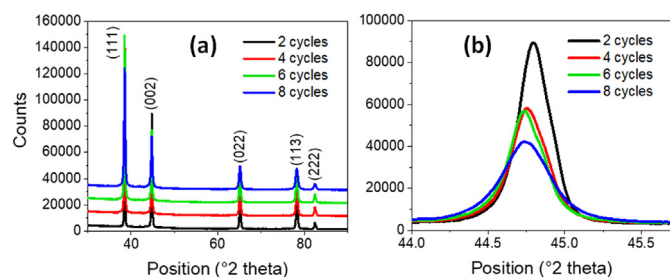 160000
140000
120000
100000
80000
60000
40000
20000
0
Counts
(111)
(002)
(022)
(113)
(222)
(a)
2 cycles
4 cycles
6 cycles
8 cycles
40
60
80
Position (°2 theta)
100000
80000
60000
40000
20000
0
(b)
2 cycles
4 cycles
6 cycles
8 cycles
44.0
44.5
45.0
45.5
Position (°2 theta)